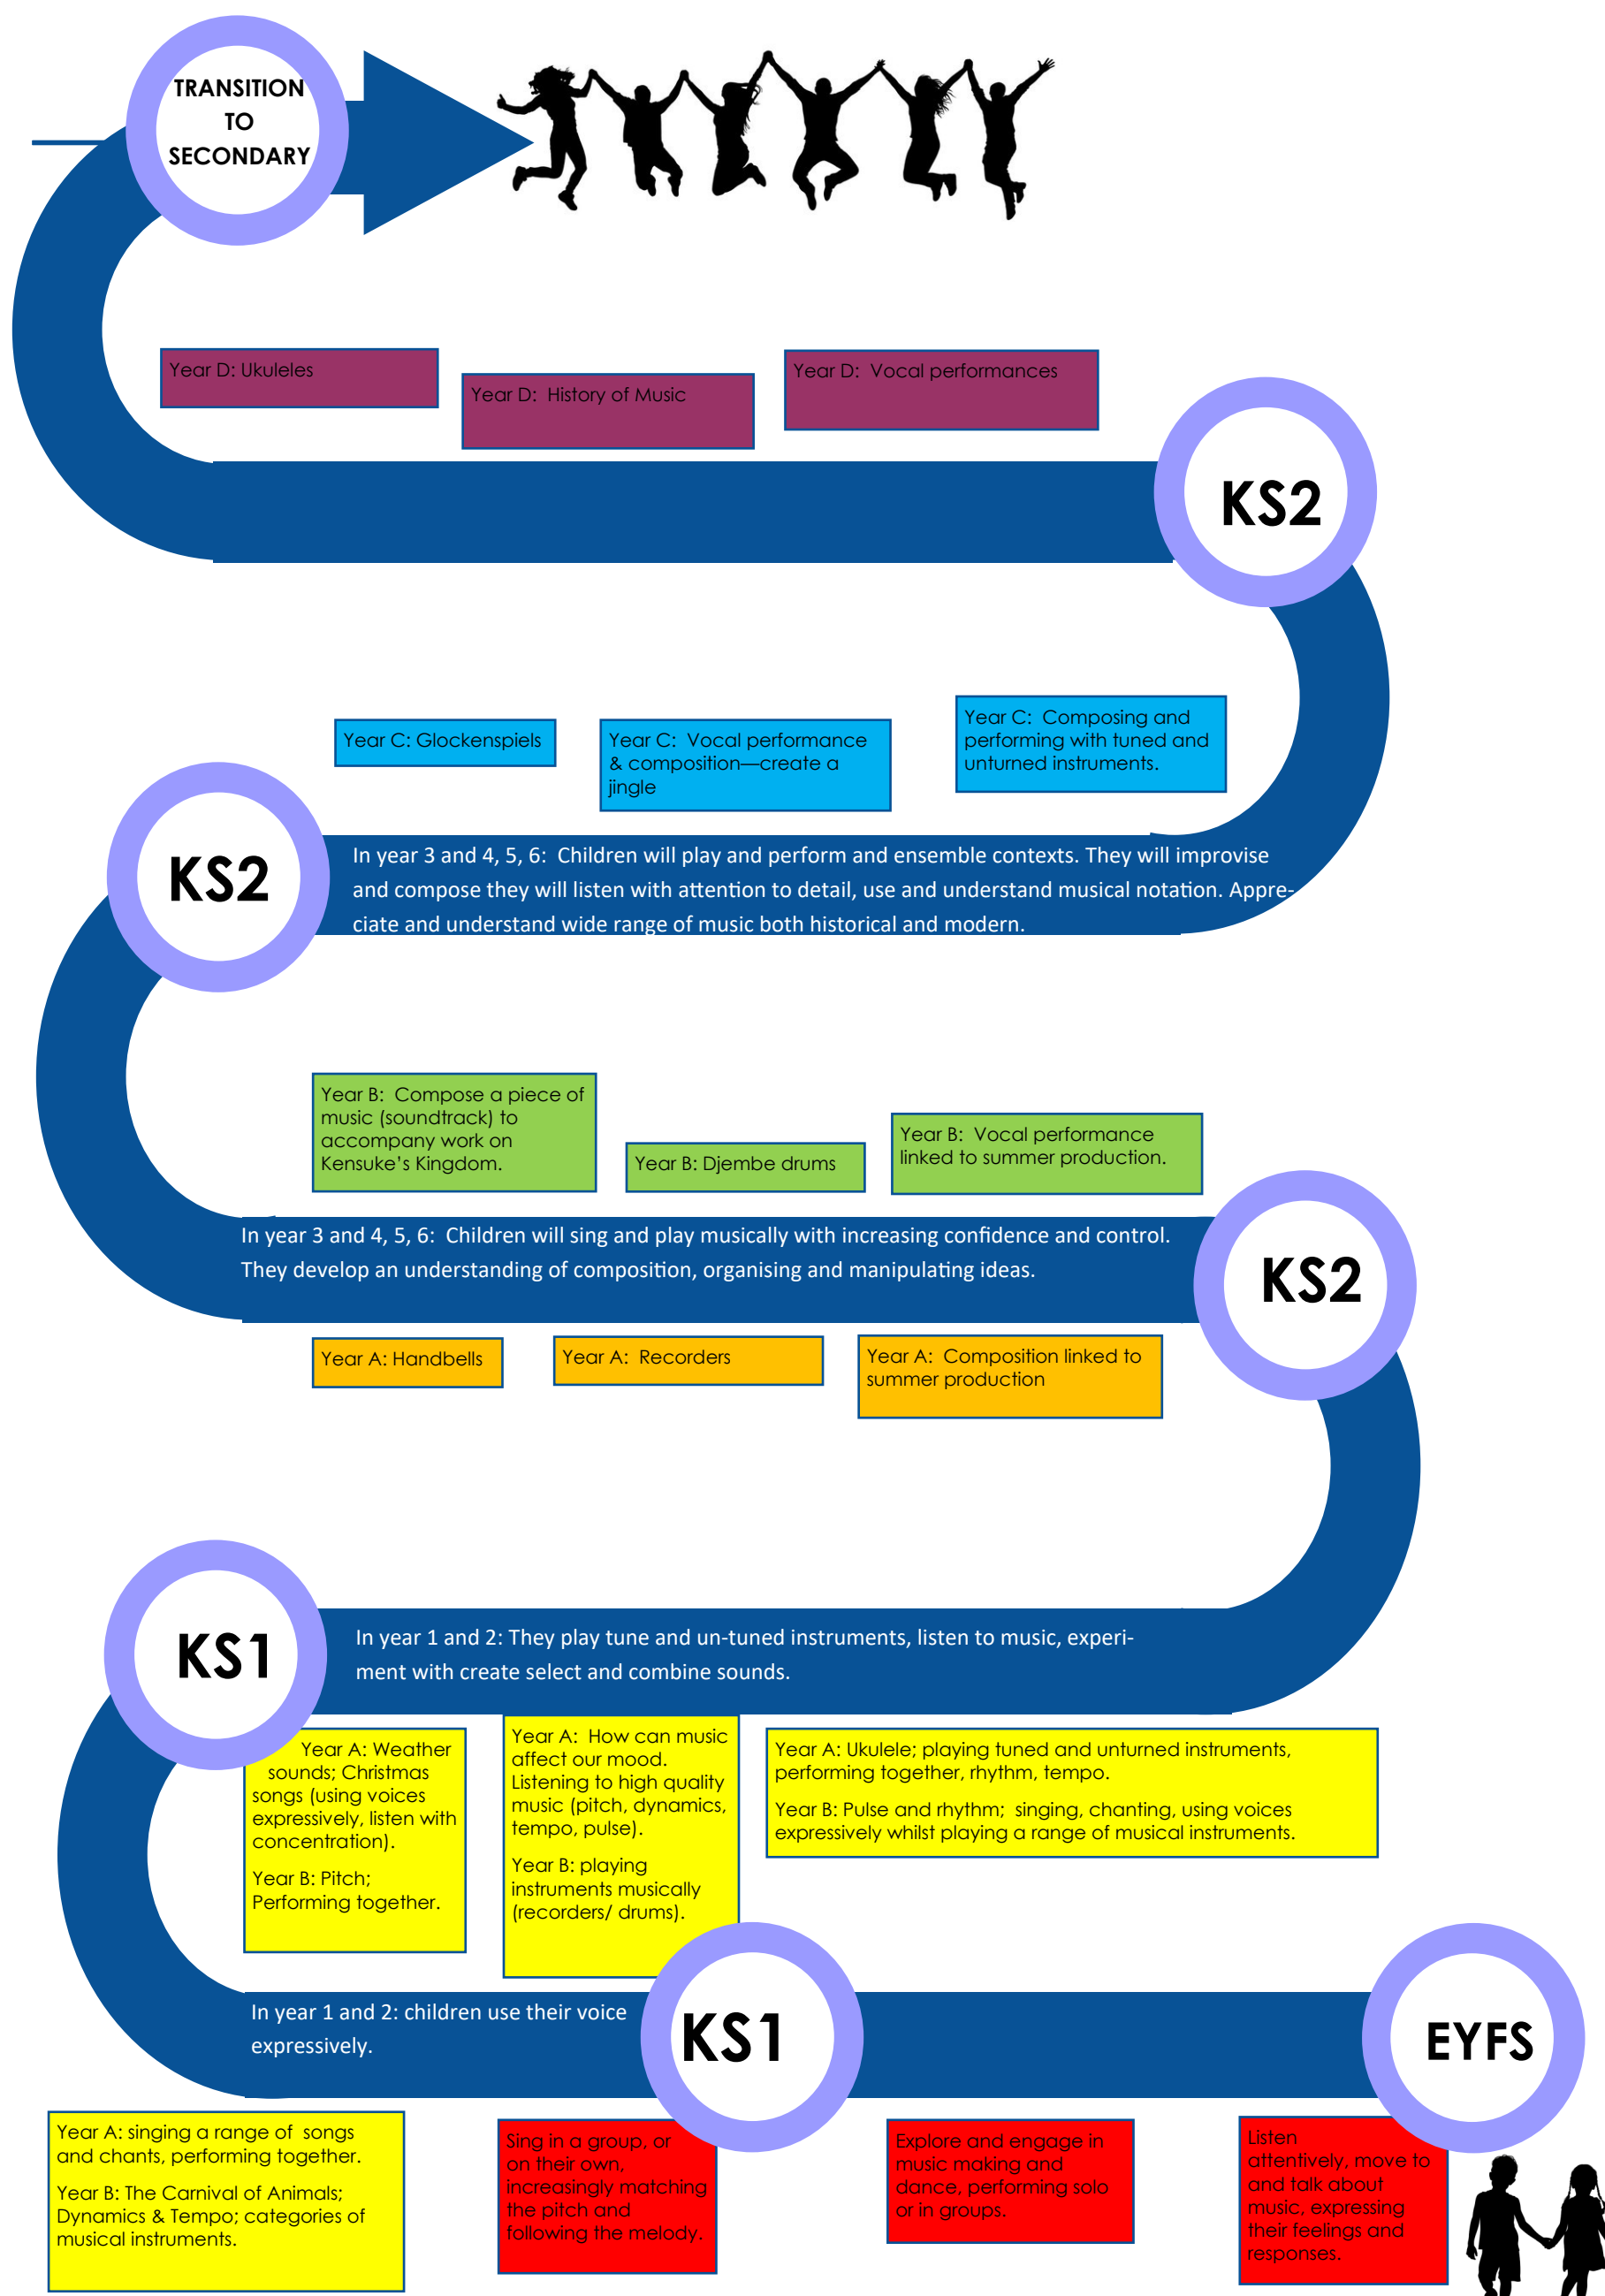 TRANSITION
TO
SECONDARY
Year D: Ukuleles
Year D:  History of Music
Year D:  Vocal performances
KS2
Year C: Glockenspiels
Year C:  Vocal performance
& composition—create a
jingle
Year C:  Composing and
performing with tuned and
unturned instruments.
KS2
In year 3 and 4, 5, 6:  Children will play and perform and ensemble contexts. They will improvise
and compose they will listen with attention to detail, use and understand musical notation. Appre-
ciate and understand wide range of music both historical and modern.
Year B:  Compose a piece of
music (soundtrack) to
accompany work on
Kensuke’s Kingdom.
Year B: Djembe drums
Year B:  Vocal performance
linked to summer production.
In year 3 and 4, 5, 6:  Children will sing and play musically with increasing confidence and control.
They develop an understanding of composition, organising and manipulating ideas.
KS2
Year A: Handbells
Year A:  Recorders
Year A:  Composition linked to
summer production
KS1
In year 1 and 2: They play tune and un-tuned instruments, listen to music, experi-
ment with create select and combine sounds.
Year A: Weather
sounds; Christmas
songs (using voices
expressively, listen with
concentration).
Year B: Pitch;
Performing together.
Year A:  How can music
affect our mood.
Listening to high quality
music (pitch, dynamics,
tempo, pulse).
Year B: playing
instruments musically
(recorders/ drums).
Year A: Ukulele; playing tuned and unturned instruments,
performing together, rhythm, tempo.
Year B: Pulse and rhythm;  singing, chanting, using voices
expressively whilst playing a range of musical instruments.
In year 1 and 2: children use their voice
expressively.
KS1
EYFS
Year A: singing a range of  songs
and chants, performing together.
Year B: The Carnival of Animals;
Dynamics & Tempo; categories of
musical instruments.
Sing in a group, or
on their own,
increasingly matching
the pitch and
following the melody.
Explore and engage in
music making and
dance, performing solo
or in groups.
Listen
attentively, move to
and talk about
music, expressing
their feelings and
responses.